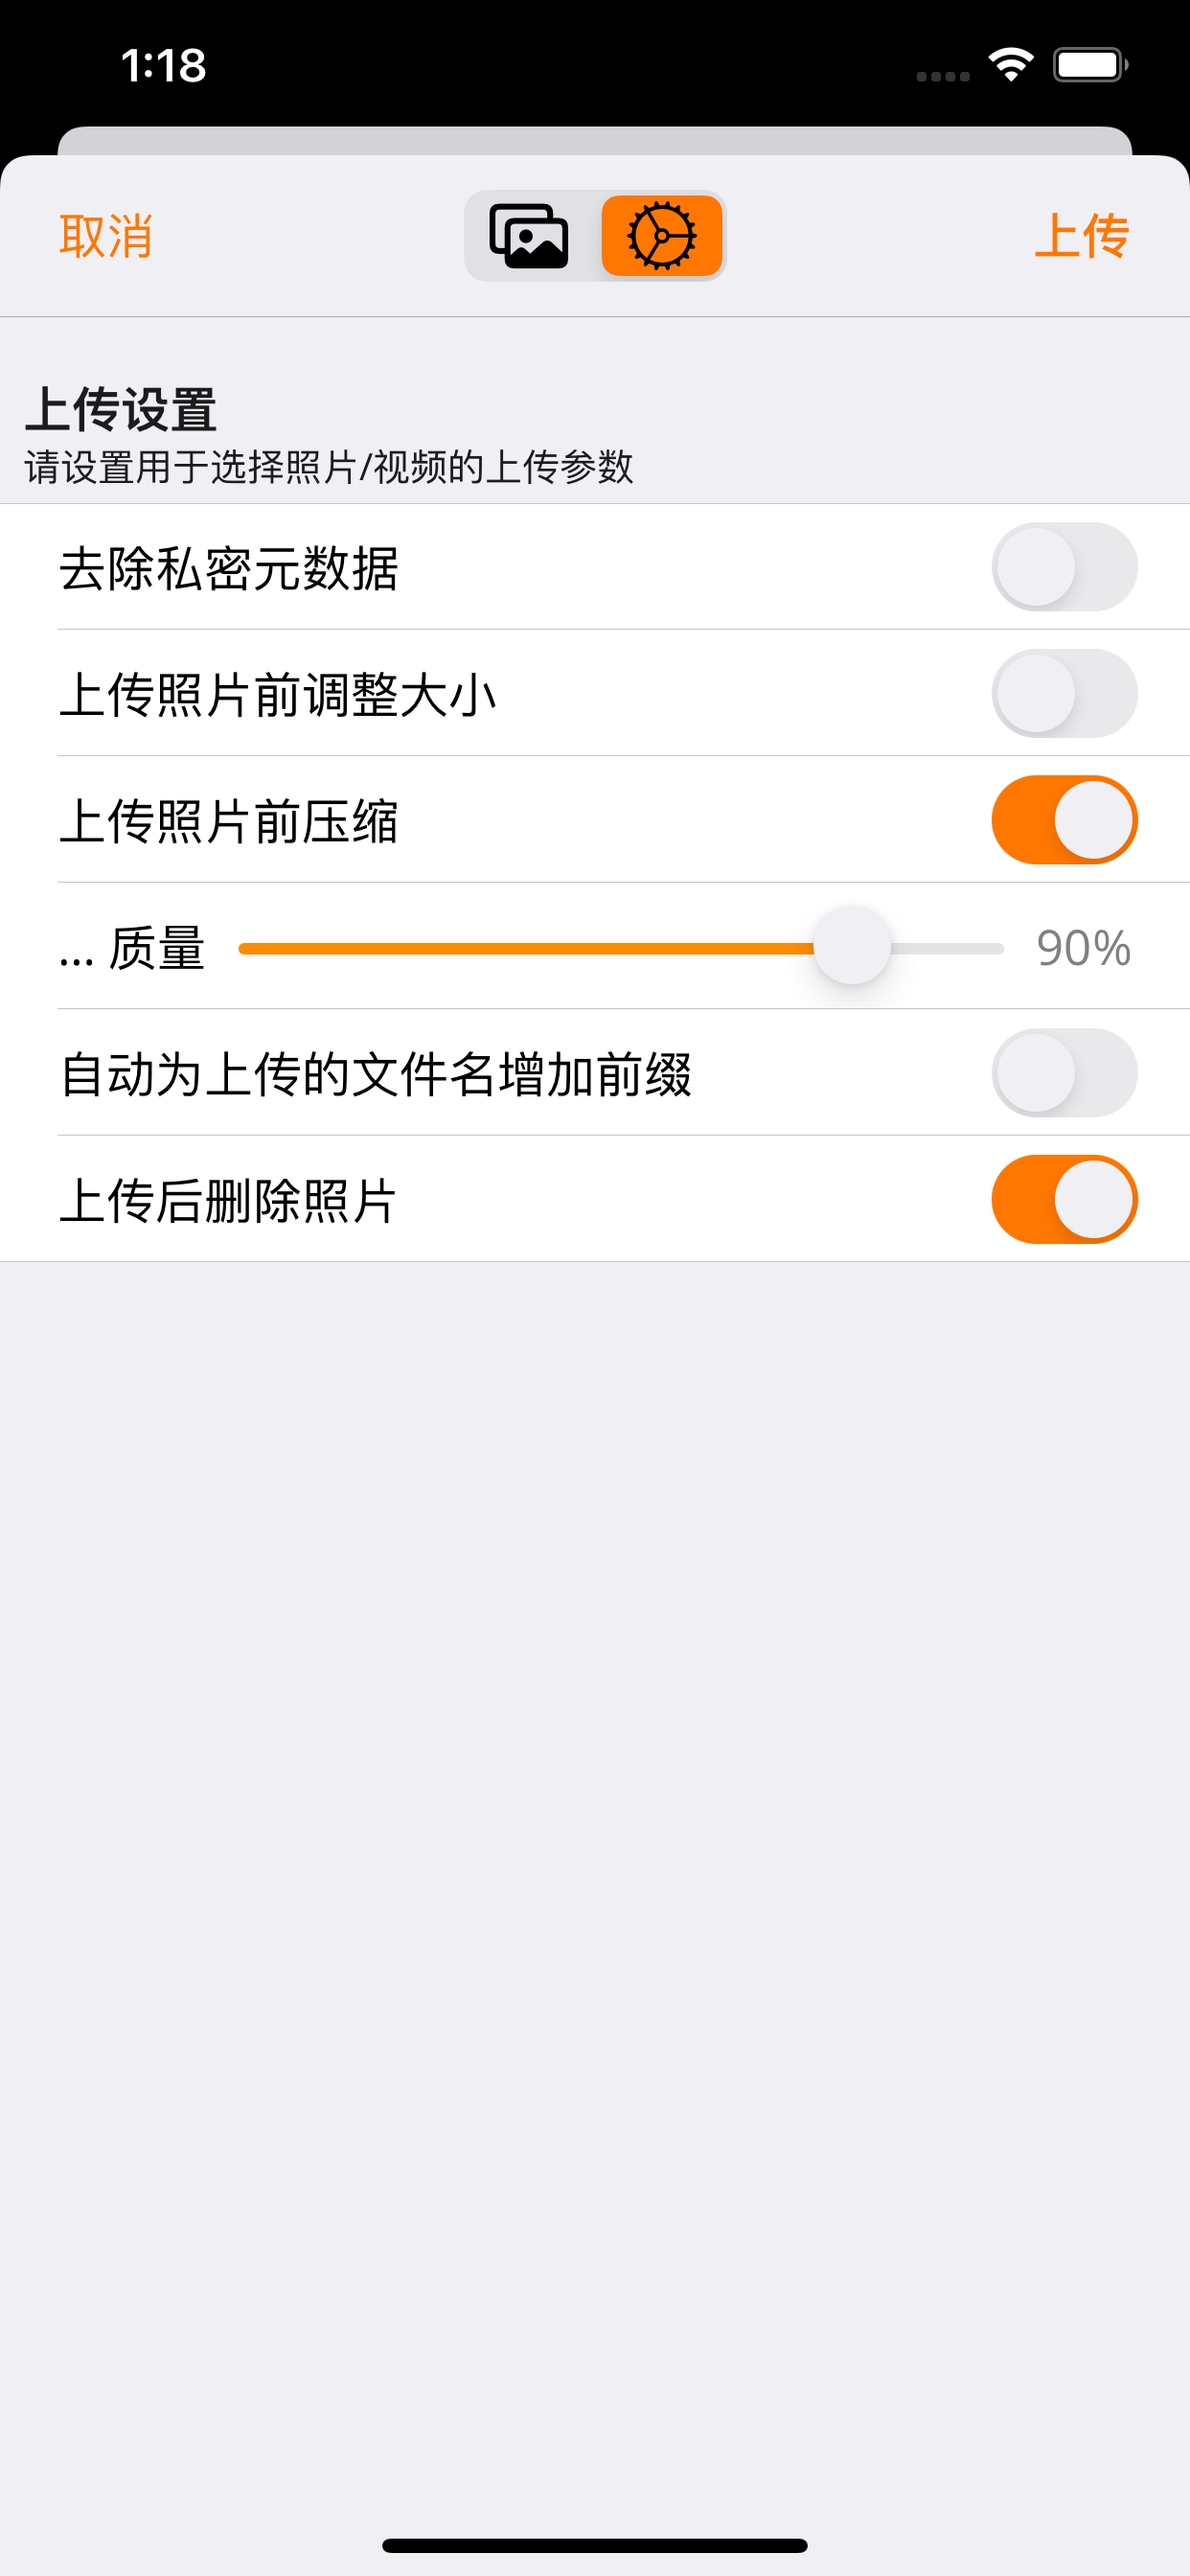 1:18
取消
上传
上传设置
请设置用于选择照片/视频的上传参数
去除私密元数据
上传照片前调整大小
上传照片前压缩
... 质量 90%
自动为上传的文件名增加前缀
上传后删除照片